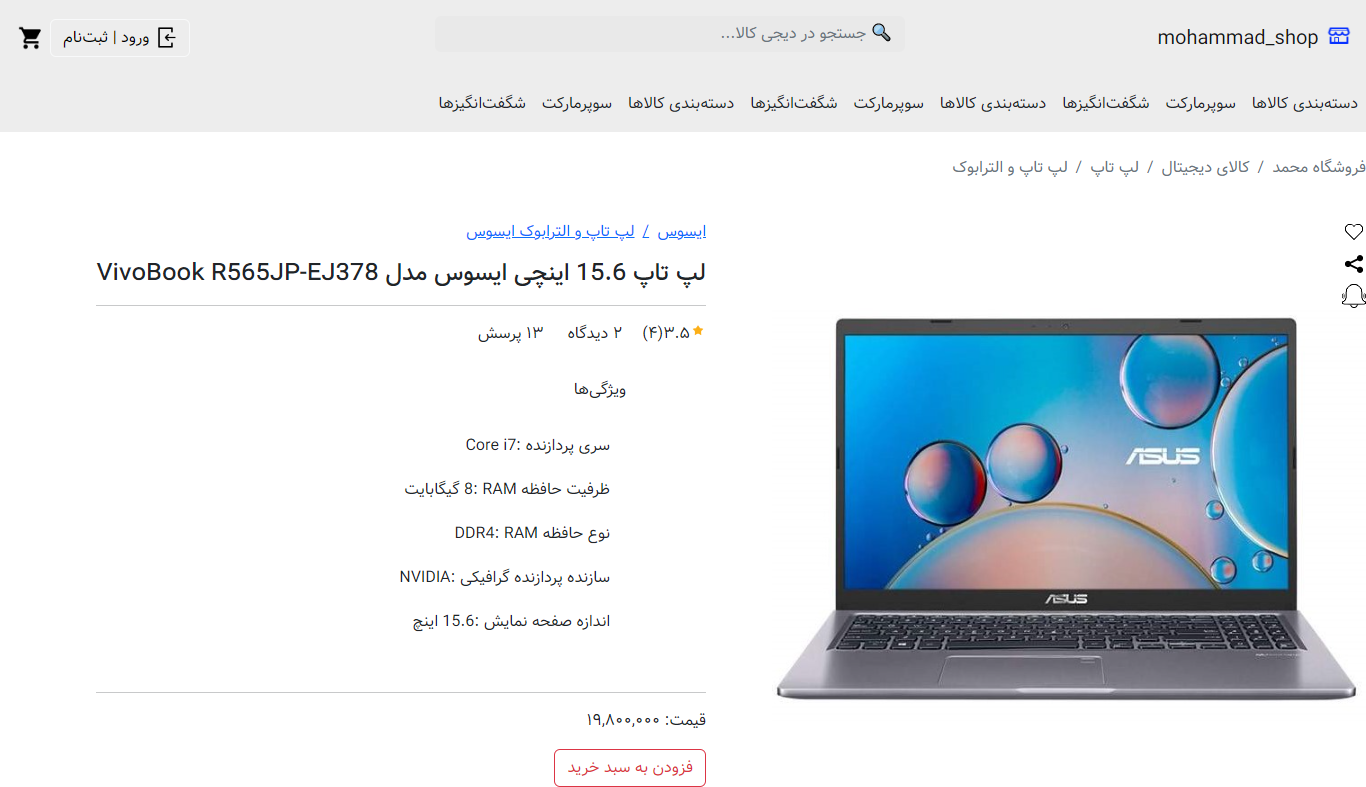 mohammad_shop
جستجو در دیجی کالا...
ورود | ثبت‌نام
دسته‌بندی کالاها سوپرمارکت شگفت‌انگیزها دسته‌بندی کالاها سوپرمارکت شگفت‌انگیزها دسته‌بندی کالاها سوپرمارکت شگفت‌انگیزها
فروشگاه محمد / کالای دیجیتال / لپ تاپ / لپ تاپ و الترابوک
ایسوس / لپ تاپ و الترابوک ایسوس
لپ تاپ 15.6 اینچی ایسوس مدل VivoBook R565JP-EJ378
۳.۵(۴) ۲ دیدگاه ۱۳ پرسش
ویژگی‌ها
سری پردازنده :Core i7
ظرفیت حافظه RAM :8 گیگابایت
نوع حافظه DDR4: RAM
سازنده پردازنده گرافیکی :NVIDIA
اندازه صفحه نمایش :15.6 اینچ
قیمت: ۱۹,۸۰۰,۰۰۰
فزودن به سبد خرید
ASUS
ASUS